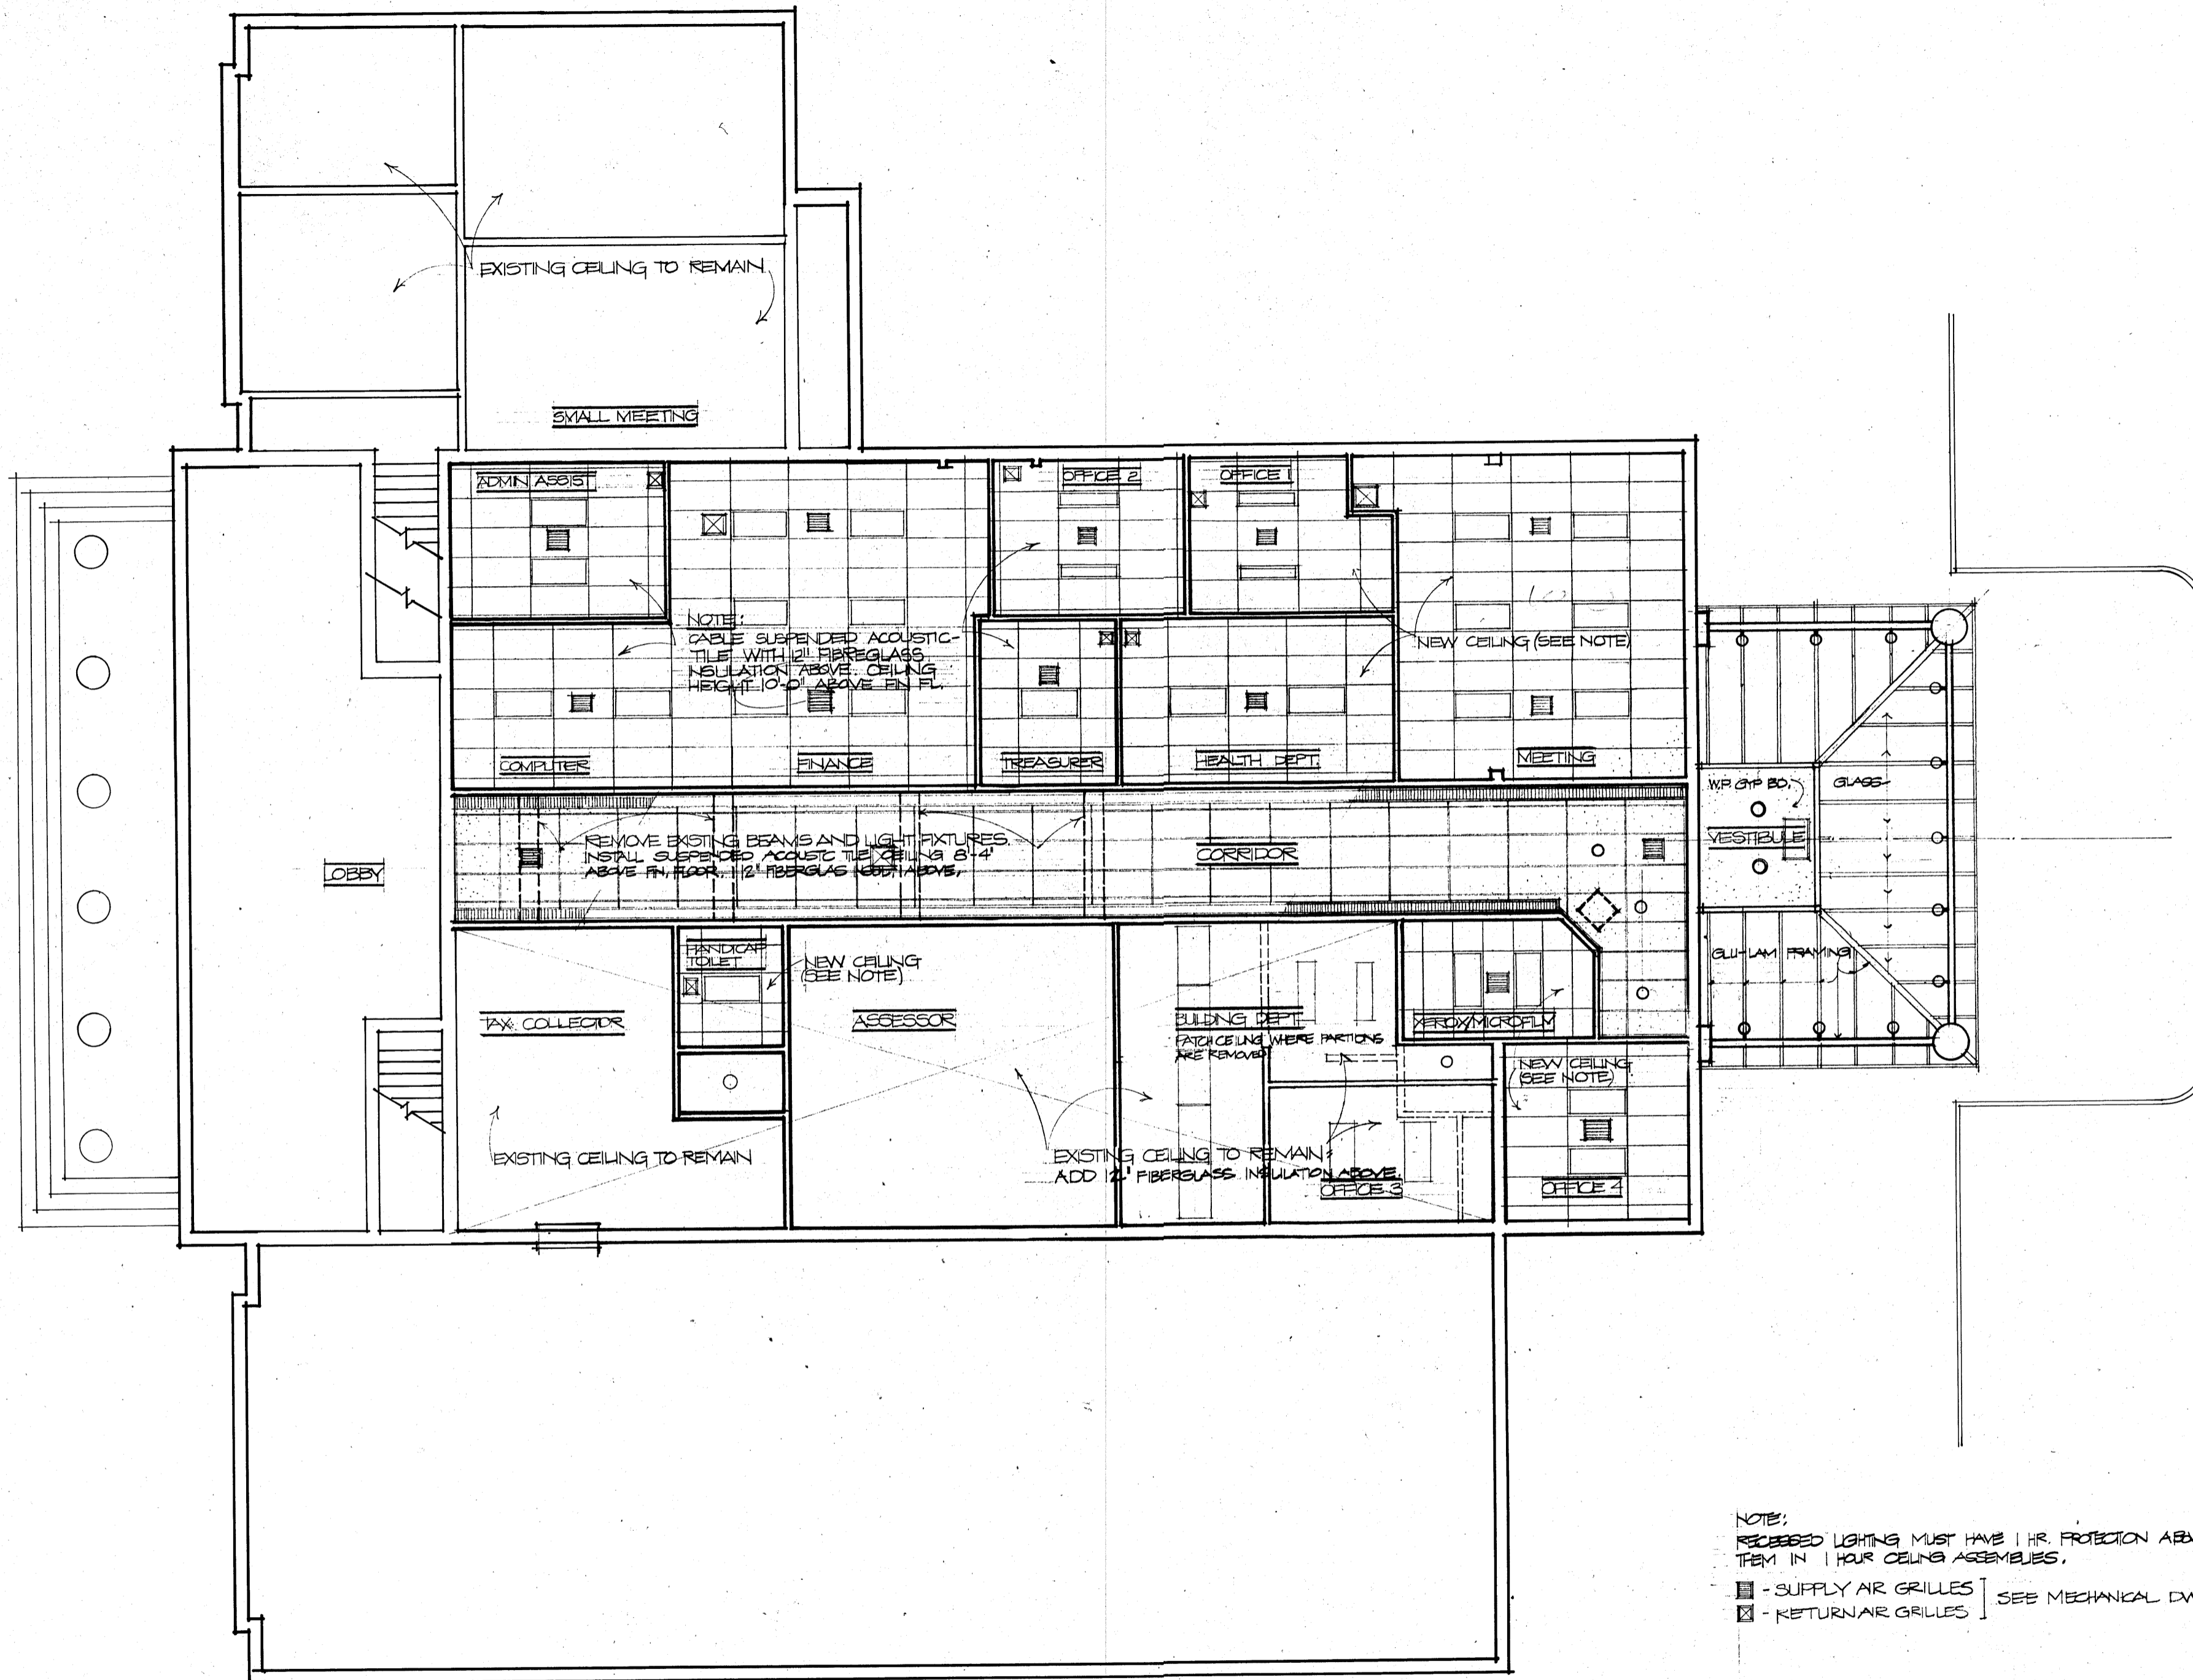 EXISTING CEILING TO REMAIN
SMALL MEETING
ADMIN ASSIST
OFFICE 2
OFFICE 1
NOTE:
CABLE SUSPENDED ACOUSTIC-
TILE WITH 12" FIBREGLASS
INSULATION ABOVE. CEILING
HEIGHT 10'-0" ABOVE FIN FL.
NEW CEILING (SEE NOTE)
COMPUTER
FINANCE
TREASURER
HEALTH DEPT.
MEETING
W.P. GYP BD.
GLASS
VESTIBULE
REMOVE EXISTING BEAMS AND LIGHT FIXTURES.
INSTALL SUSPENDED ACOUSTC TILE CEILING 8'-4"
ABOVE FIN. FLOOR. 12" FIBERGLAS INSUL. ABOVE.
CORRIDOR
LOBBY
HANDICAP
TOILET
NEW CEILING
(SEE NOTE)
GLU-LAM FRAMING
TAX COLLECTOR
ASSESSOR
BUILDING DEPT
PATCH CEILING WHERE PARTIONS
ARE REMOVED
XEROX/MICROFILM
NEW CEILING
(SEE NOTE)
EXISTING CEILING TO REMAIN
EXISTING CEILING TO REMAIN
ADD 12" FIBERGLASS INSULATION ABOVE.
OFFICE 3
OFFICE 4
NOTE:
RECESSED LIGHTING MUST HAVE 1 HR. PROTECTION ABO
THEM IN 1 HOUR CEILING ASSEMBLIES.
- SUPPLY AIR GRILLES
- RETURN AIR GRILLES
SEE MECHANICAL DW